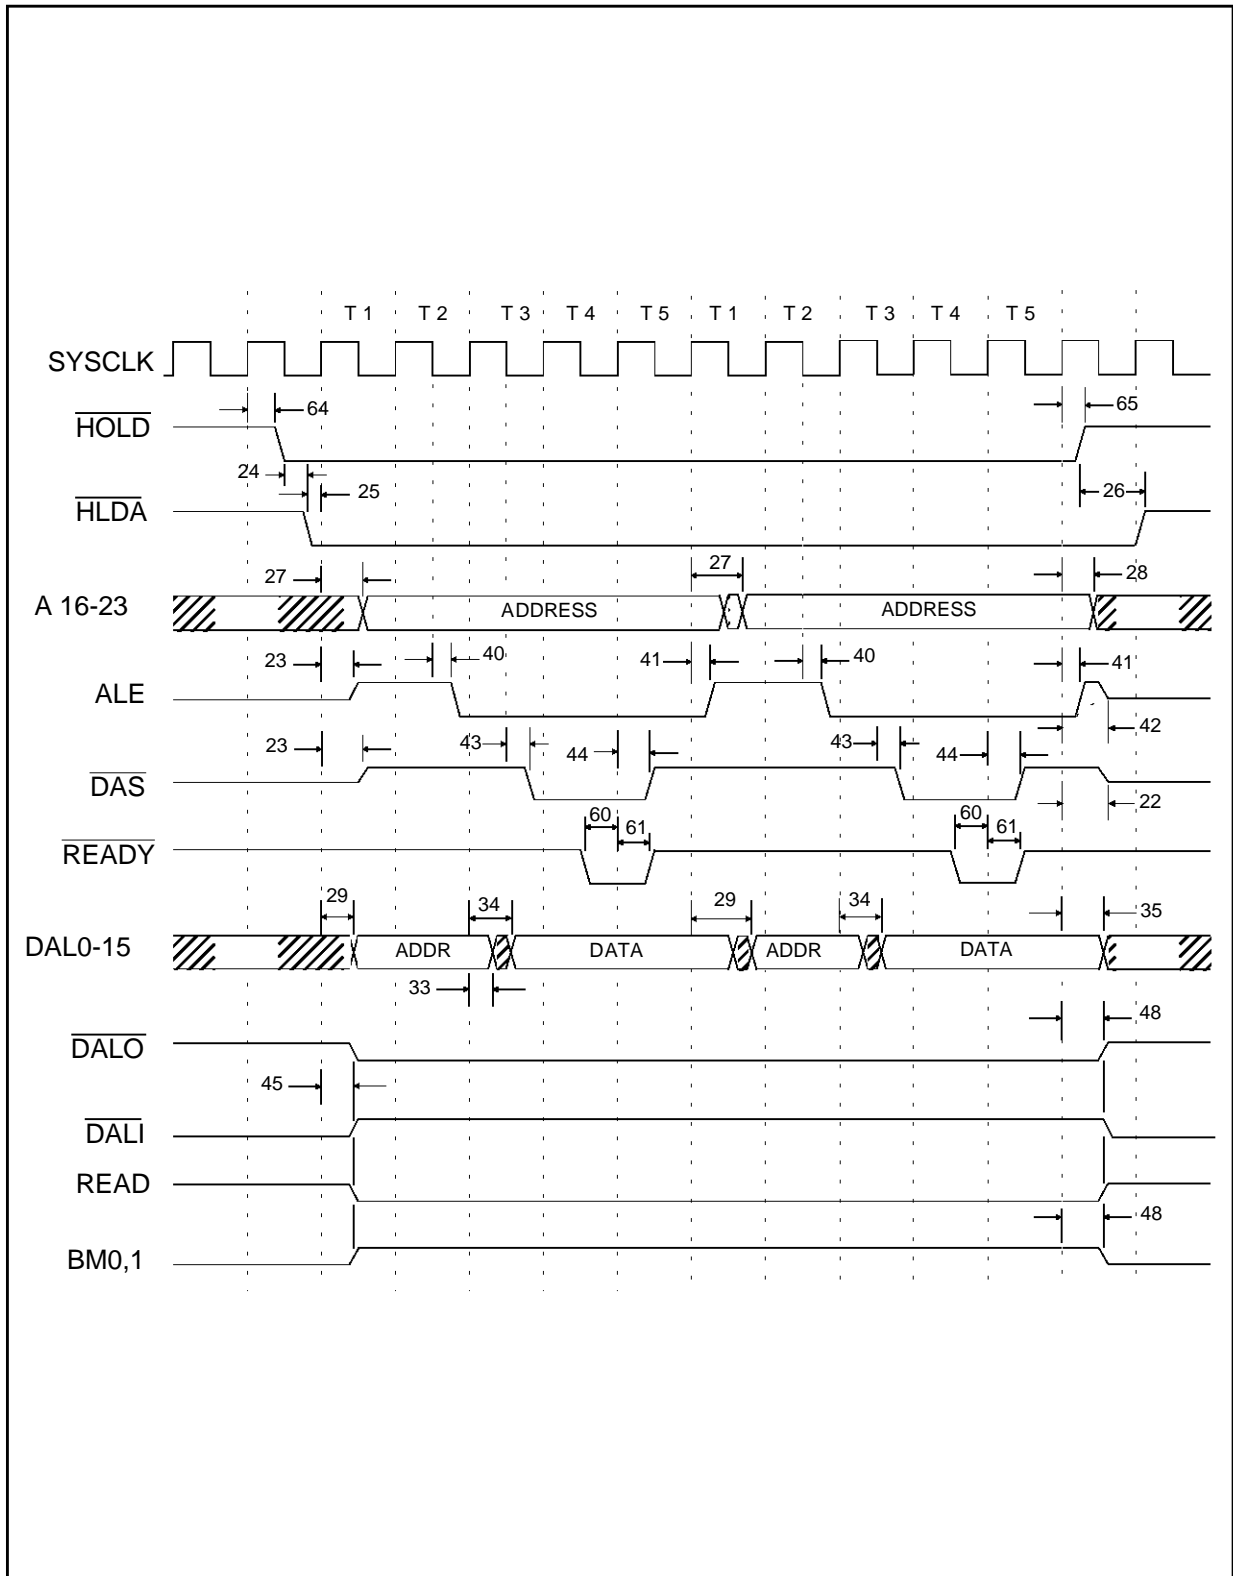 T 1 T 2 T 3 T 4 T 5 T 1 T 2 T 3 T 4 T 5
SYSCLK
64 65
HOLD
24 25 26
HLDA
27 27 28
A 16-23 ADDRESS ADDRESS
23 40 41 40 41
ALE
42
23 43 44 43 44
DAS
22
60 61 60 61
READY
29 34 29 34 35
DAL0-15 ADDR DATA ADDR DATA
33
48
DALO
45
DALI
READ
48
BM0,1